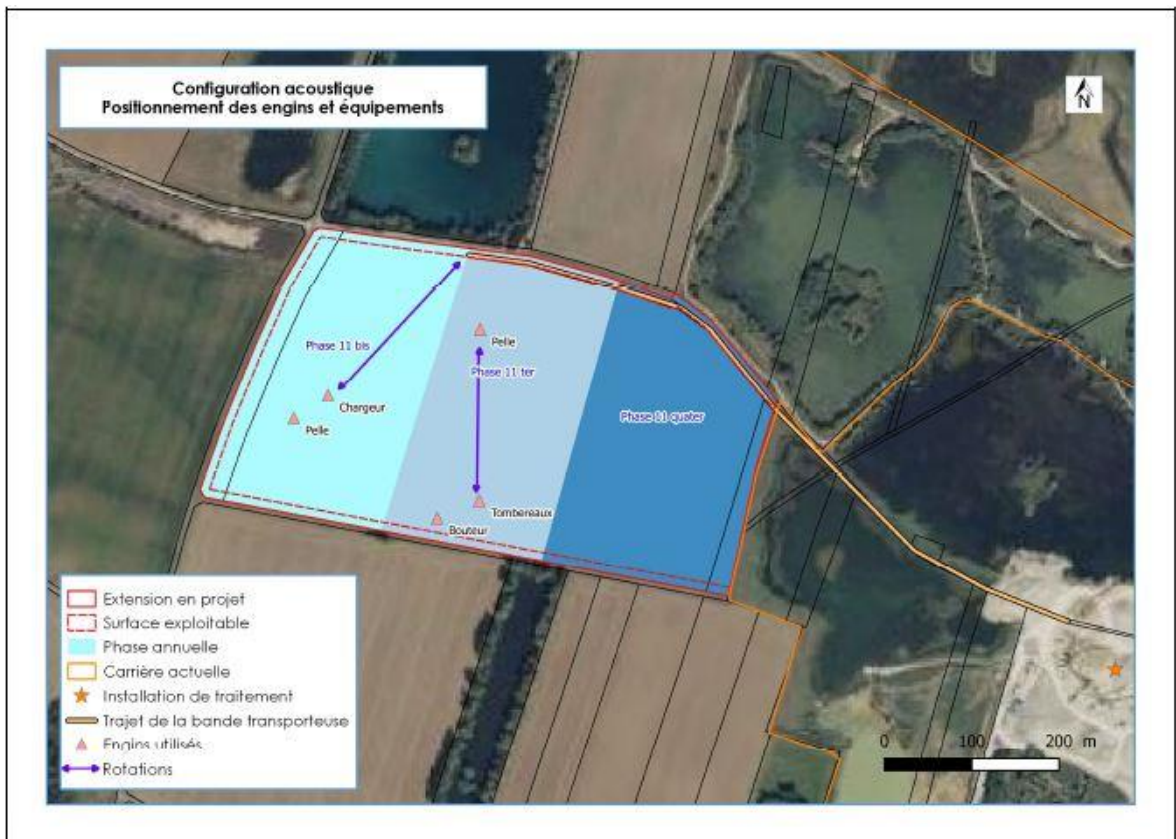 Configuration acoustique
Positionnement des engins et équipements
N
Phase 11 bis
Pelle
Phase 11 ter
Chargeur
Pelle
Phase 11 quater
Tombereaux
Bouteur
Extension en projet
Surface exploitable
Phase annuelle
Carrière actuelle
Installation de traitement
Trajet de la bande transporteuse
Engins utilisés
Rotations
0 100 200 m